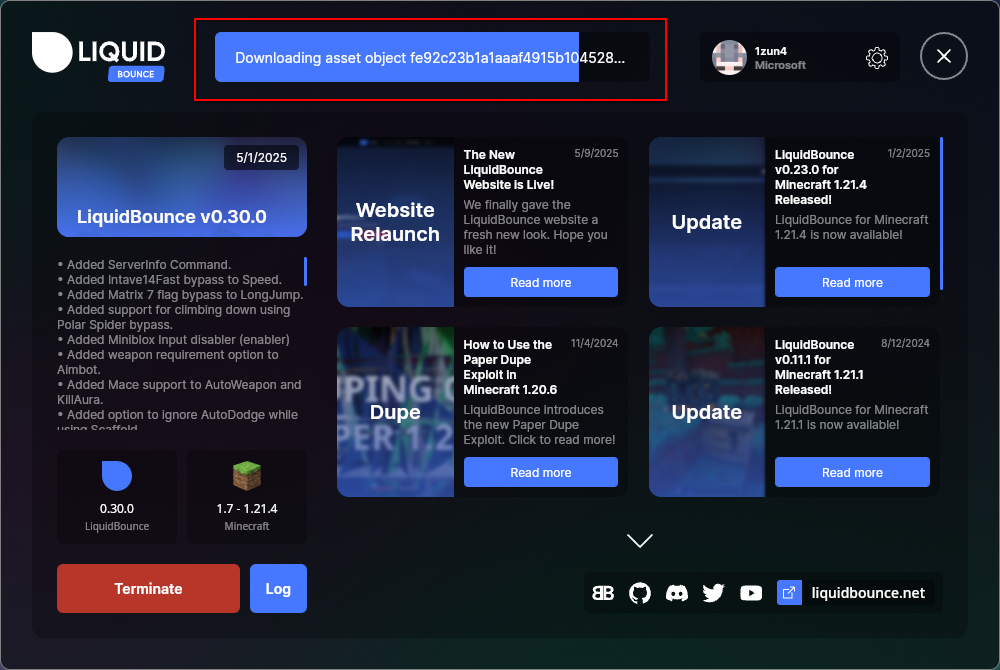 LIQUID
BOUNCE
Downloading asset object fe92c23b1a1aaaf4915b104528...
1zun4
Microsoft
5/1/2025
LiquidBounce v0.30.0
• Added ServerInfo Command.
• Added Intave14Fast bypass to Speed.
• Added Matrix 7 flag bypass to LongJump.
• Added support for climbing down using
Polar Spider bypass.
• Added Miniblox Input disabler (enabler)
• Added weapon requirement option to
Aimbot.
• Added Mace support to AutoWeapon and
KillAura.
• Added option to ignore AutoDodge while
using Scaffold
0.30.0
LiquidBounce
1.7 - 1.21.4
Minecraft
Terminate
Log
Website
Relaunch
The New
LiquidBounce
Website is Live!
5/9/2025
We finally gave the
LiquidBounce website a
fresh new look. Hope you
like it!
Read more
Update
LiquidBounce
v0.23.0 for
Minecraft 1.21.4
Released!
1/2/2025
LiquidBounce for Minecraft
1.21.4 is now available!
Read more
Dupe
How to Use the
Paper Dupe
Exploit in
Minecraft 1.20.6
11/4/2024
LiquidBounce introduces
the new Paper Dupe
Exploit. Click to read more!
Read more
Update
LiquidBounce
v0.11.1 for
Minecraft 1.21.1
Released!
8/12/2024
LiquidBounce for Minecraft
1.21.1 is now available!
Read more
liquidbounce.net